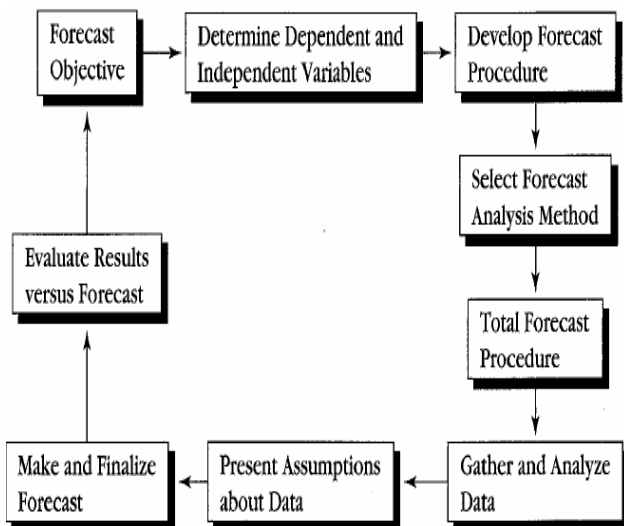 Forecast
Objective
Determine Dependent and
Independent Variables
Develop Forecast
Procedure
Select Forecast
Analysis Method
Total Forecast
Procedure
Gather and Analyze
Data
Present Assumptions
about Data
Make and Finalize
Forecast
Evaluate Results
versus Forecast